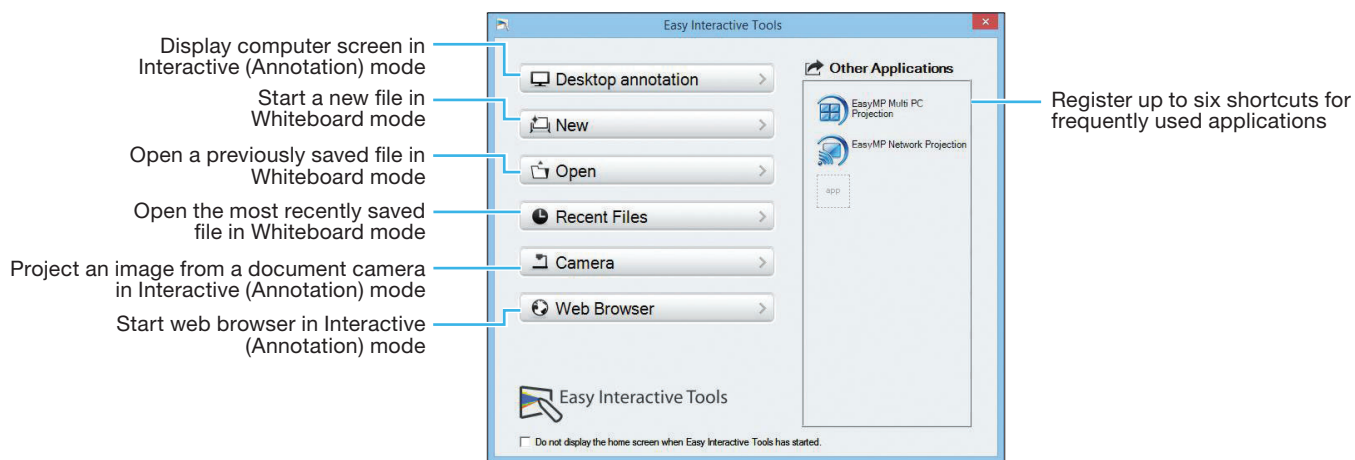 Easy Interactive Tools
Display computer screen in
Interactive (Annotation) mode
Start a new file in
Whiteboard mode
Open a previously saved file in
Whiteboard mode
Open the most recently saved
file in Whiteboard mode
Project an image from a document camera
in Interactive (Annotation) mode
Start web browser in Interactive
(Annotation) mode
Desktop annotation
New
Open
Recent Files
Camera
Web Browser
Other Applications
EasyMP Multi PC
Projection
EasyMP Network Projection
app
Register up to six shortcuts for
frequently used applications
Easy Interactive Tools
Do not display the home screen when Easy Interactive Tools has started.